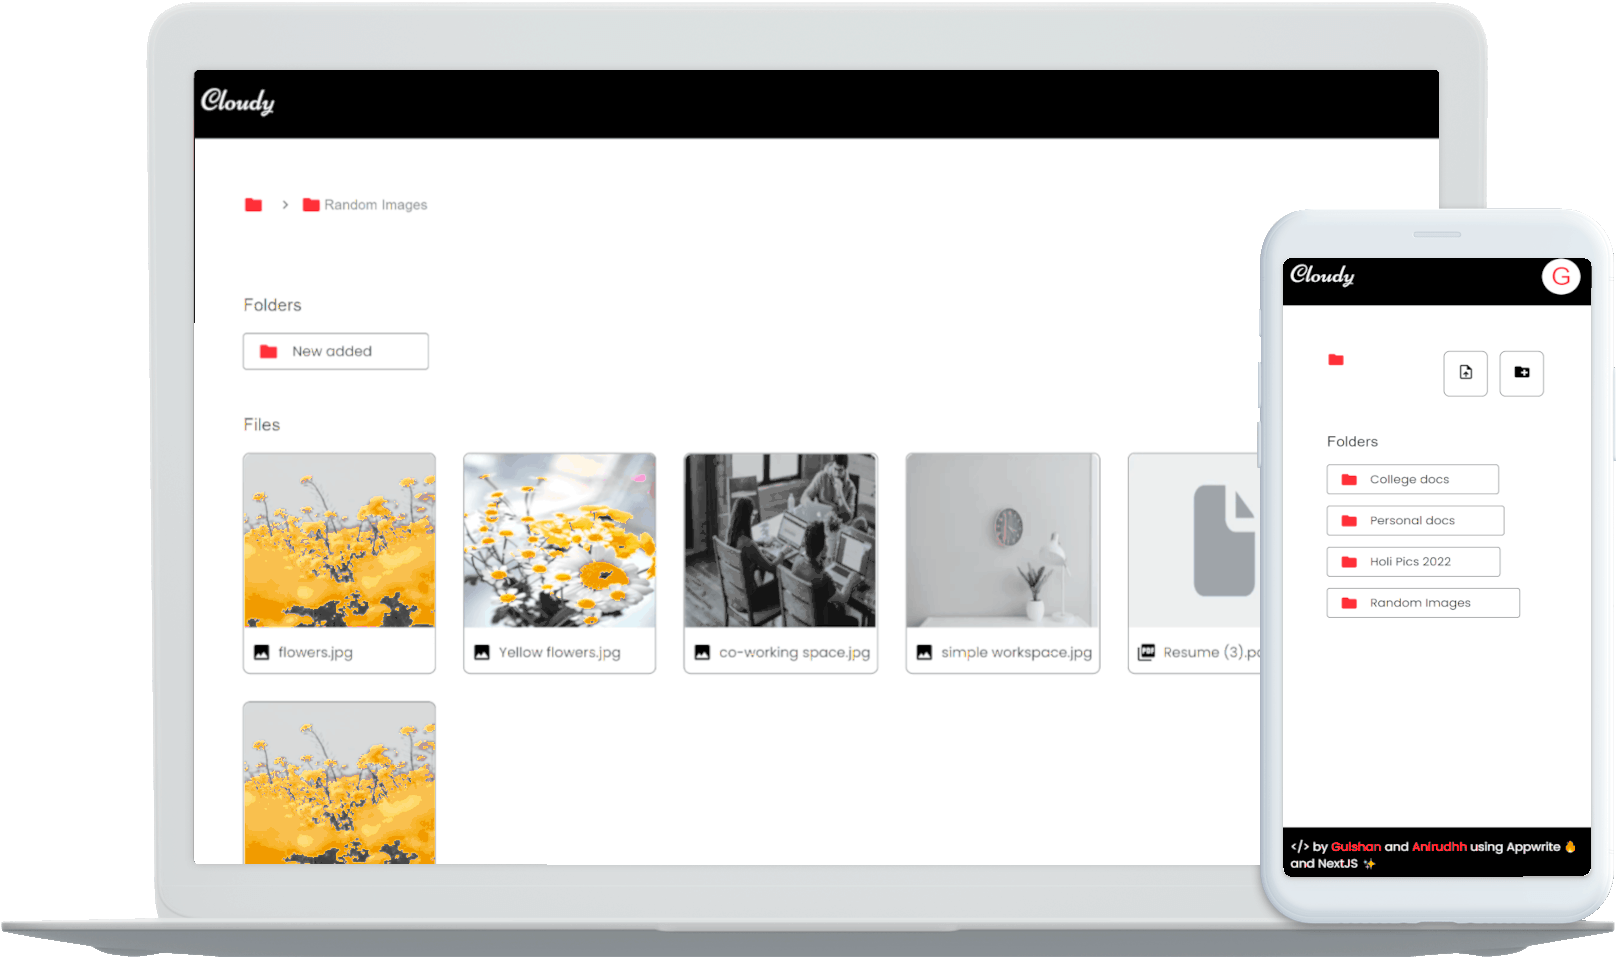 Cloudy
Random Images
Folders
New added
Files
flowers.jpg
Yellow flowers.jpg
co-working space.jpg
simple workspace.jpg
PDF
Resume (3).pd
Cloudy
G
Folders
College docs
Personal docs
Holi Pics 2022
Random Images
</> by Gulshan and Anirudhh using Appwrite 🔥
and NextJS ✨